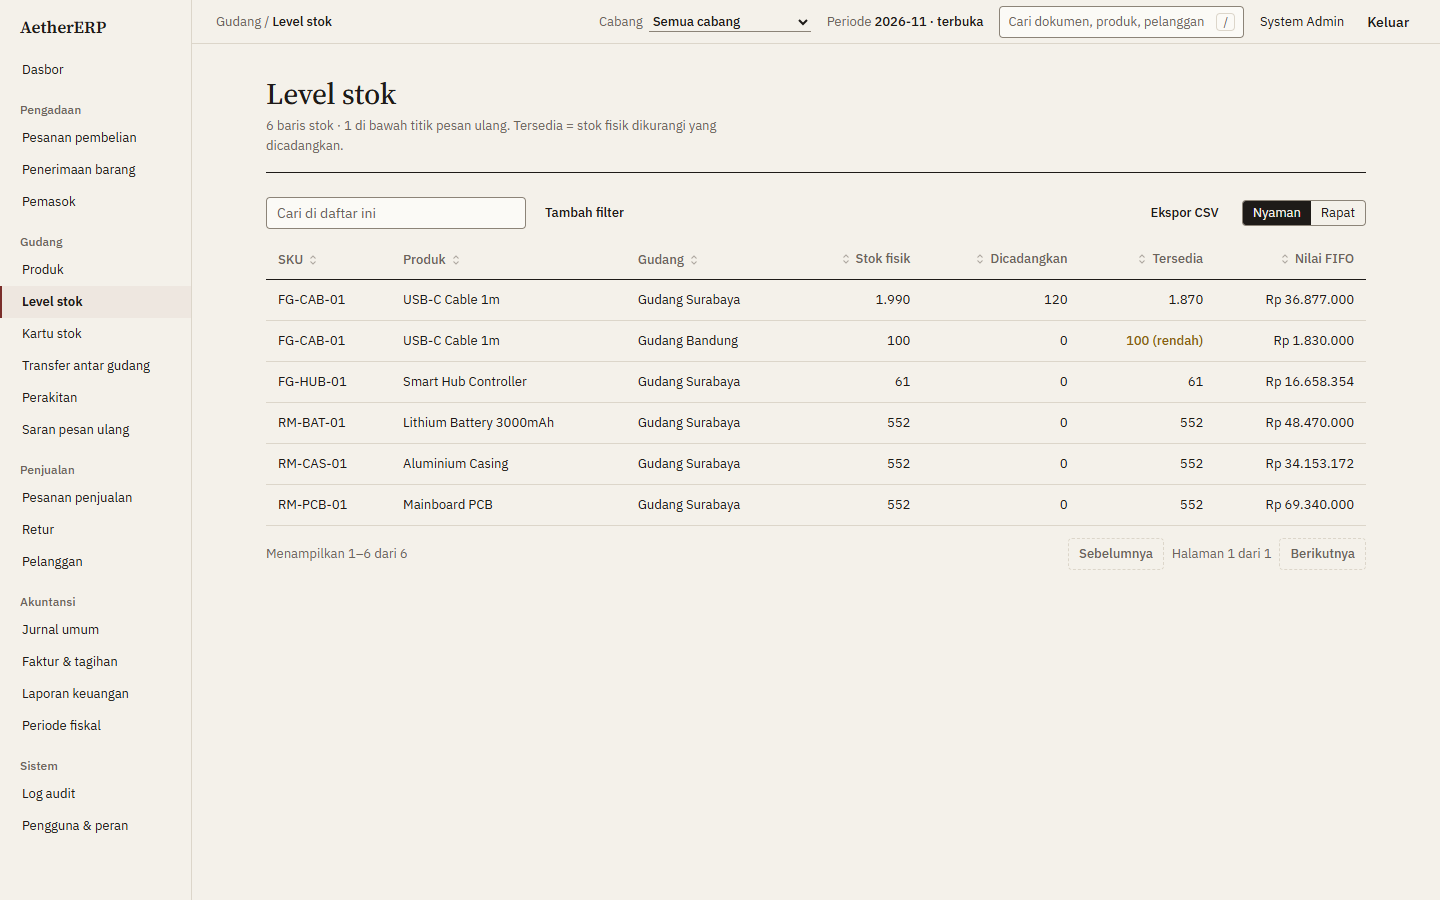 AetherERP
Dasbor
Pengadaan
Pesanan pembelian
Penerimaan barang
Pemasok
Gudang
Produk
Level stok
Kartu stok
Transfer antar gudang
Perakitan
Saran pesan ulang
Penjualan
Pesanan penjualan
Retur
Pelanggan
Akuntansi
Jurnal umum
Faktur & tagihan
Laporan keuangan
Periode fiskal
Sistem
Log audit
Pengguna & peran
Gudang / Level stok Cabang Semua cabang Periode 2026-11 · terbuka Cari dokumen, produk, pelanggan / System Admin Keluar
Level stok
6 baris stok · 1 di bawah titik pesan ulang. Tersedia = stok fisik dikurangi yang
dicadangkan.
Cari di daftar ini Tambah filter Ekspor CSV Nyaman Rapat
SKU Produk Gudang Stok fisik Dicadangkan Tersedia Nilai FIFO
FG-CAB-01 USB-C Cable 1m Gudang Surabaya 1.990 120 1.870 Rp 36.877.000
FG-CAB-01 USB-C Cable 1m Gudang Bandung 100 0 100 (rendah) Rp 1.830.000
FG-HUB-01 Smart Hub Controller Gudang Surabaya 61 0 61 Rp 16.658.354
RM-BAT-01 Lithium Battery 3000mAh Gudang Surabaya 552 0 552 Rp 48.470.000
RM-CAS-01 Aluminium Casing Gudang Surabaya 552 0 552 Rp 34.153.172
RM-PCB-01 Mainboard PCB Gudang Surabaya 552 0 552 Rp 69.340.000
Menampilkan 1–6 dari 6 Sebelumnya Halaman 1 dari 1 Berikutnya